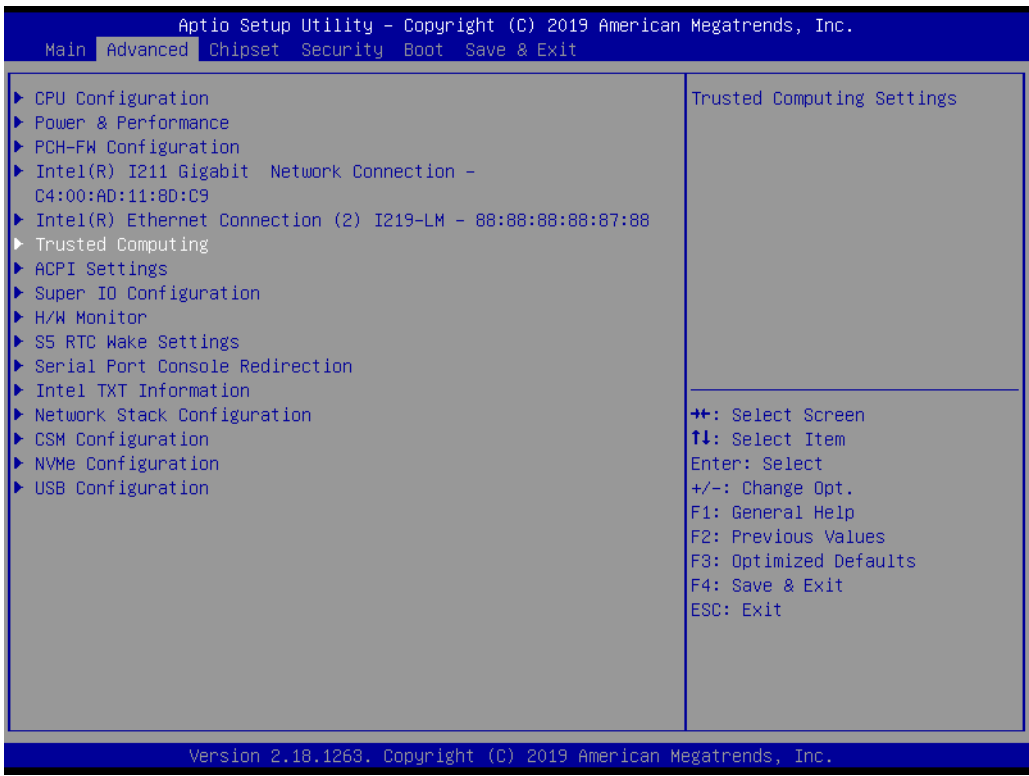 Aptio Setup Utility – Copyright (C) 2019 American Megatrends, Inc.
Main Advanced Chipset Security Boot Save & Exit
CPU Configuration
Power & Performance
PCH-FW Configuration
Intel(R) I211 Gigabit  Network Connection –
C4:00:AD:11:8D:C9
Intel(R) Ethernet Connection (2) I219-LM – 88:88:88:88:87:88
Trusted Computing
ACPI Settings
Super IO Configuration
H/W Monitor
S5 RTC Wake Settings
Serial Port Console Redirection
Intel TXT Information
Network Stack Configuration
CSM Configuration
NVMe Configuration
USB Configuration
Trusted Computing Settings
→←: Select Screen
↑↓: Select Item
Enter: Select
+/-: Change Opt.
F1: General Help
F2: Previous Values
F3: Optimized Defaults
F4: Save & Exit
ESC: Exit
Version 2.18.1263. Copyright (C) 2019 American Megatrends, Inc.